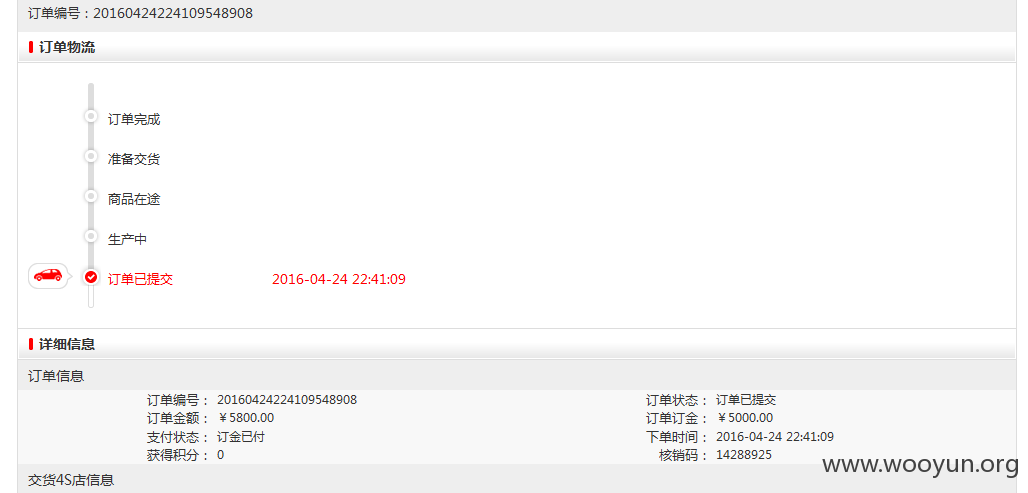 订单编号：20160424224109548908
订单物流
订单完成
准备交货
商品在途
生产中
订单已提交 2016-04-24 22:41:09
详细信息
订单信息
订单编号： 20160424224109548908 订单状态： 订单已提交
订单金额： ￥5800.00 订单订金： ￥5000.00
支付状态： 订金已付 下单时间： 2016-04-24 22:41:09
获得积分： 0 核销码： 14288925
www.wooyun.org
交货4S店信息